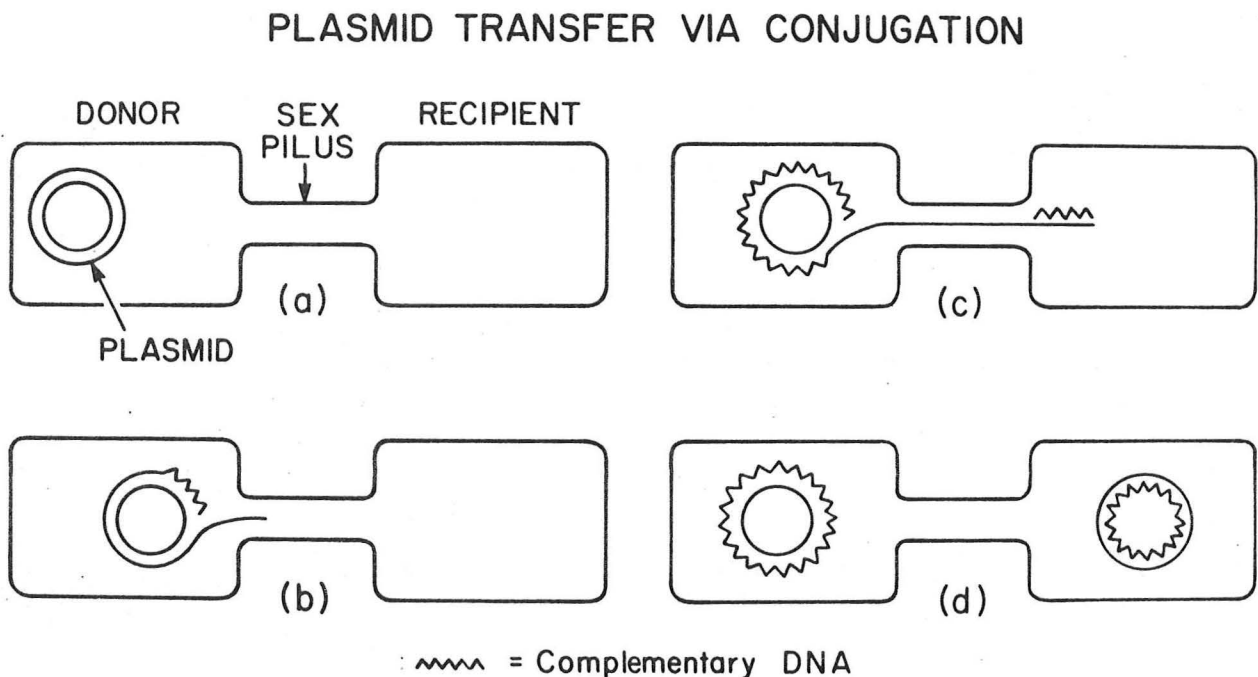 PLASMID TRANSFER VIA CONJUGATION
DONOR
SEX
PILUS
RECIPIENT
PLASMID
(a)
(c)
(b)
(d)
= Complementary DNA